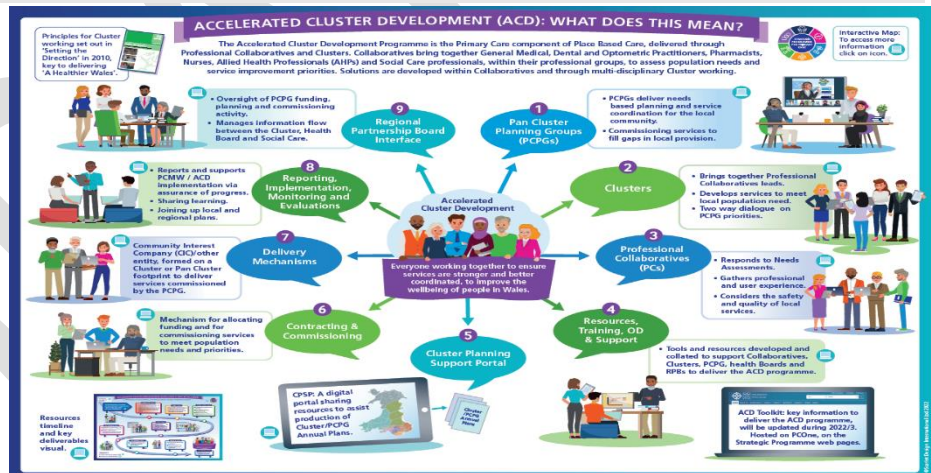 ACCELERATED CLUSTER DEVELOPMENT (ACD): WHAT DOES THIS MEAN?
Principles for Cluster
working set out in
'Setting the
Direction' in 2010,
key to delivering
'A Healthier Wales'.
The Accelerated Cluster Development Programme is the Primary Care component of Place Based Care, delivered through
Professional Collaboratives and Clusters. Collaboratives bring together General Medical, Dental and Optometric Practitioners, Pharmacists,
Nurses, Allied Health Professionals (AHPs) and Social Care professionals, within their professional groups, to assess population needs and
service improvement priorities. Solutions are developed within Collaboratives and through multi-disciplinary Cluster working.
Interactive Map:
To access more
information
click on icon.
Accelerated
Cluster Development
Everyone working together to ensure
services are stronger and better
coordinated, to improve the
wellbeing of people in Wales.
1
Pan Cluster
Planning Groups
(PCPGs)
• PCPGs deliver needs
based planning and service
coordination for the local
community.
• Commissioning services to
fill gaps in local provision.
2
Clusters
• Brings together Professional
Collaboratives leads.
• Develops services to meet
local population need.
• Two way dialogue on
PCPG priorities.
3
Professional
Collaboratives (PCs)
• Responds to Needs
Assessments.
• Gathers professional
and user experience.
• Considers the safety
and quality of local
services.
4
Resources,
Training, OD
& Support
• Tools and resources developed and
collated to support Collaboratives,
Clusters, PCPG, health Boards and
RPBs to deliver the ACD programme.
ACD Toolkit: key information to
deliver the ACD programme,
will be updated during 2022/3.
Hosted on PCOne, on the
Strategic Programme web pages.
5
Cluster Planning
Support Portal
CPSP: A digital
portal sharing
resources to assist
production of
Cluster/PCPG
Annual Plans.
Cluster
/PCPG
Annual
Plans
6
Contracting &
Commissioning
Mechanism for allocating
funding and for
commissioning services
to meet population
needs and priorities.
7
Delivery
Mechanisms
Community Interest
Company (CIC)/other
entity, formed on a
Cluster or Pan Cluster
footprint to deliver
services commissioned
by the PCPG.
8
Reporting,
Implementation,
Monitoring and
Evaluations
• Reports and supports
PCMW / ACD
implementation via
assurance of progress.
• Sharing learning.
• Joining up local and
regional plans.
9
Regional
Partnership Board
Interface
• Oversight of PCPG funding,
planning and commissioning
activity.
• Manages information flow
between the Cluster, Health
Board and Social Care.
Resources
timeline and key
deliverables
visual.